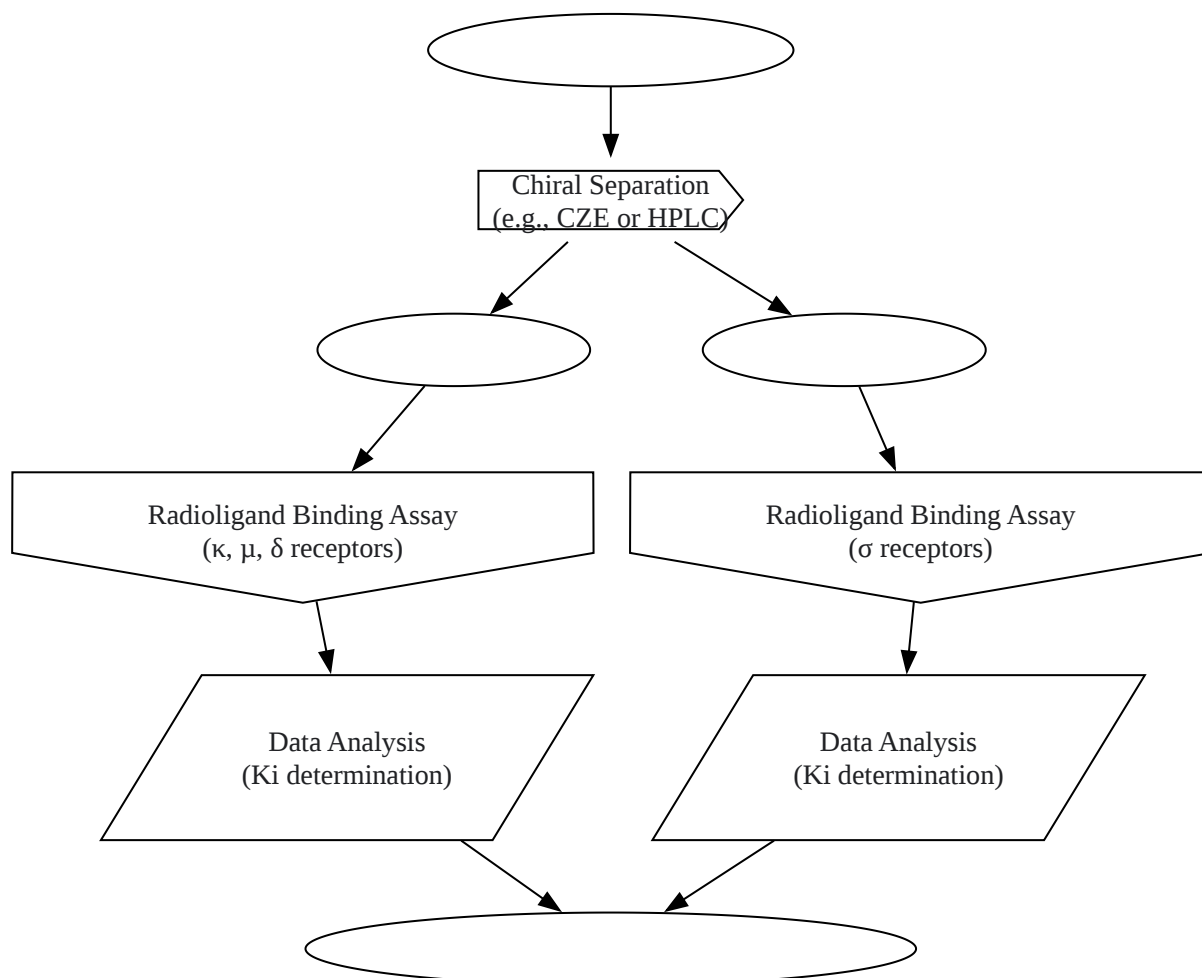 Chiral Separation
(e.g., CZE or HPLC)
Radioligand Binding Assay
(κ, µ, δ receptors)
Radioligand Binding Assay
(σ receptors)
Data Analysis
(Ki determination)
Data Analysis
(Ki determination)